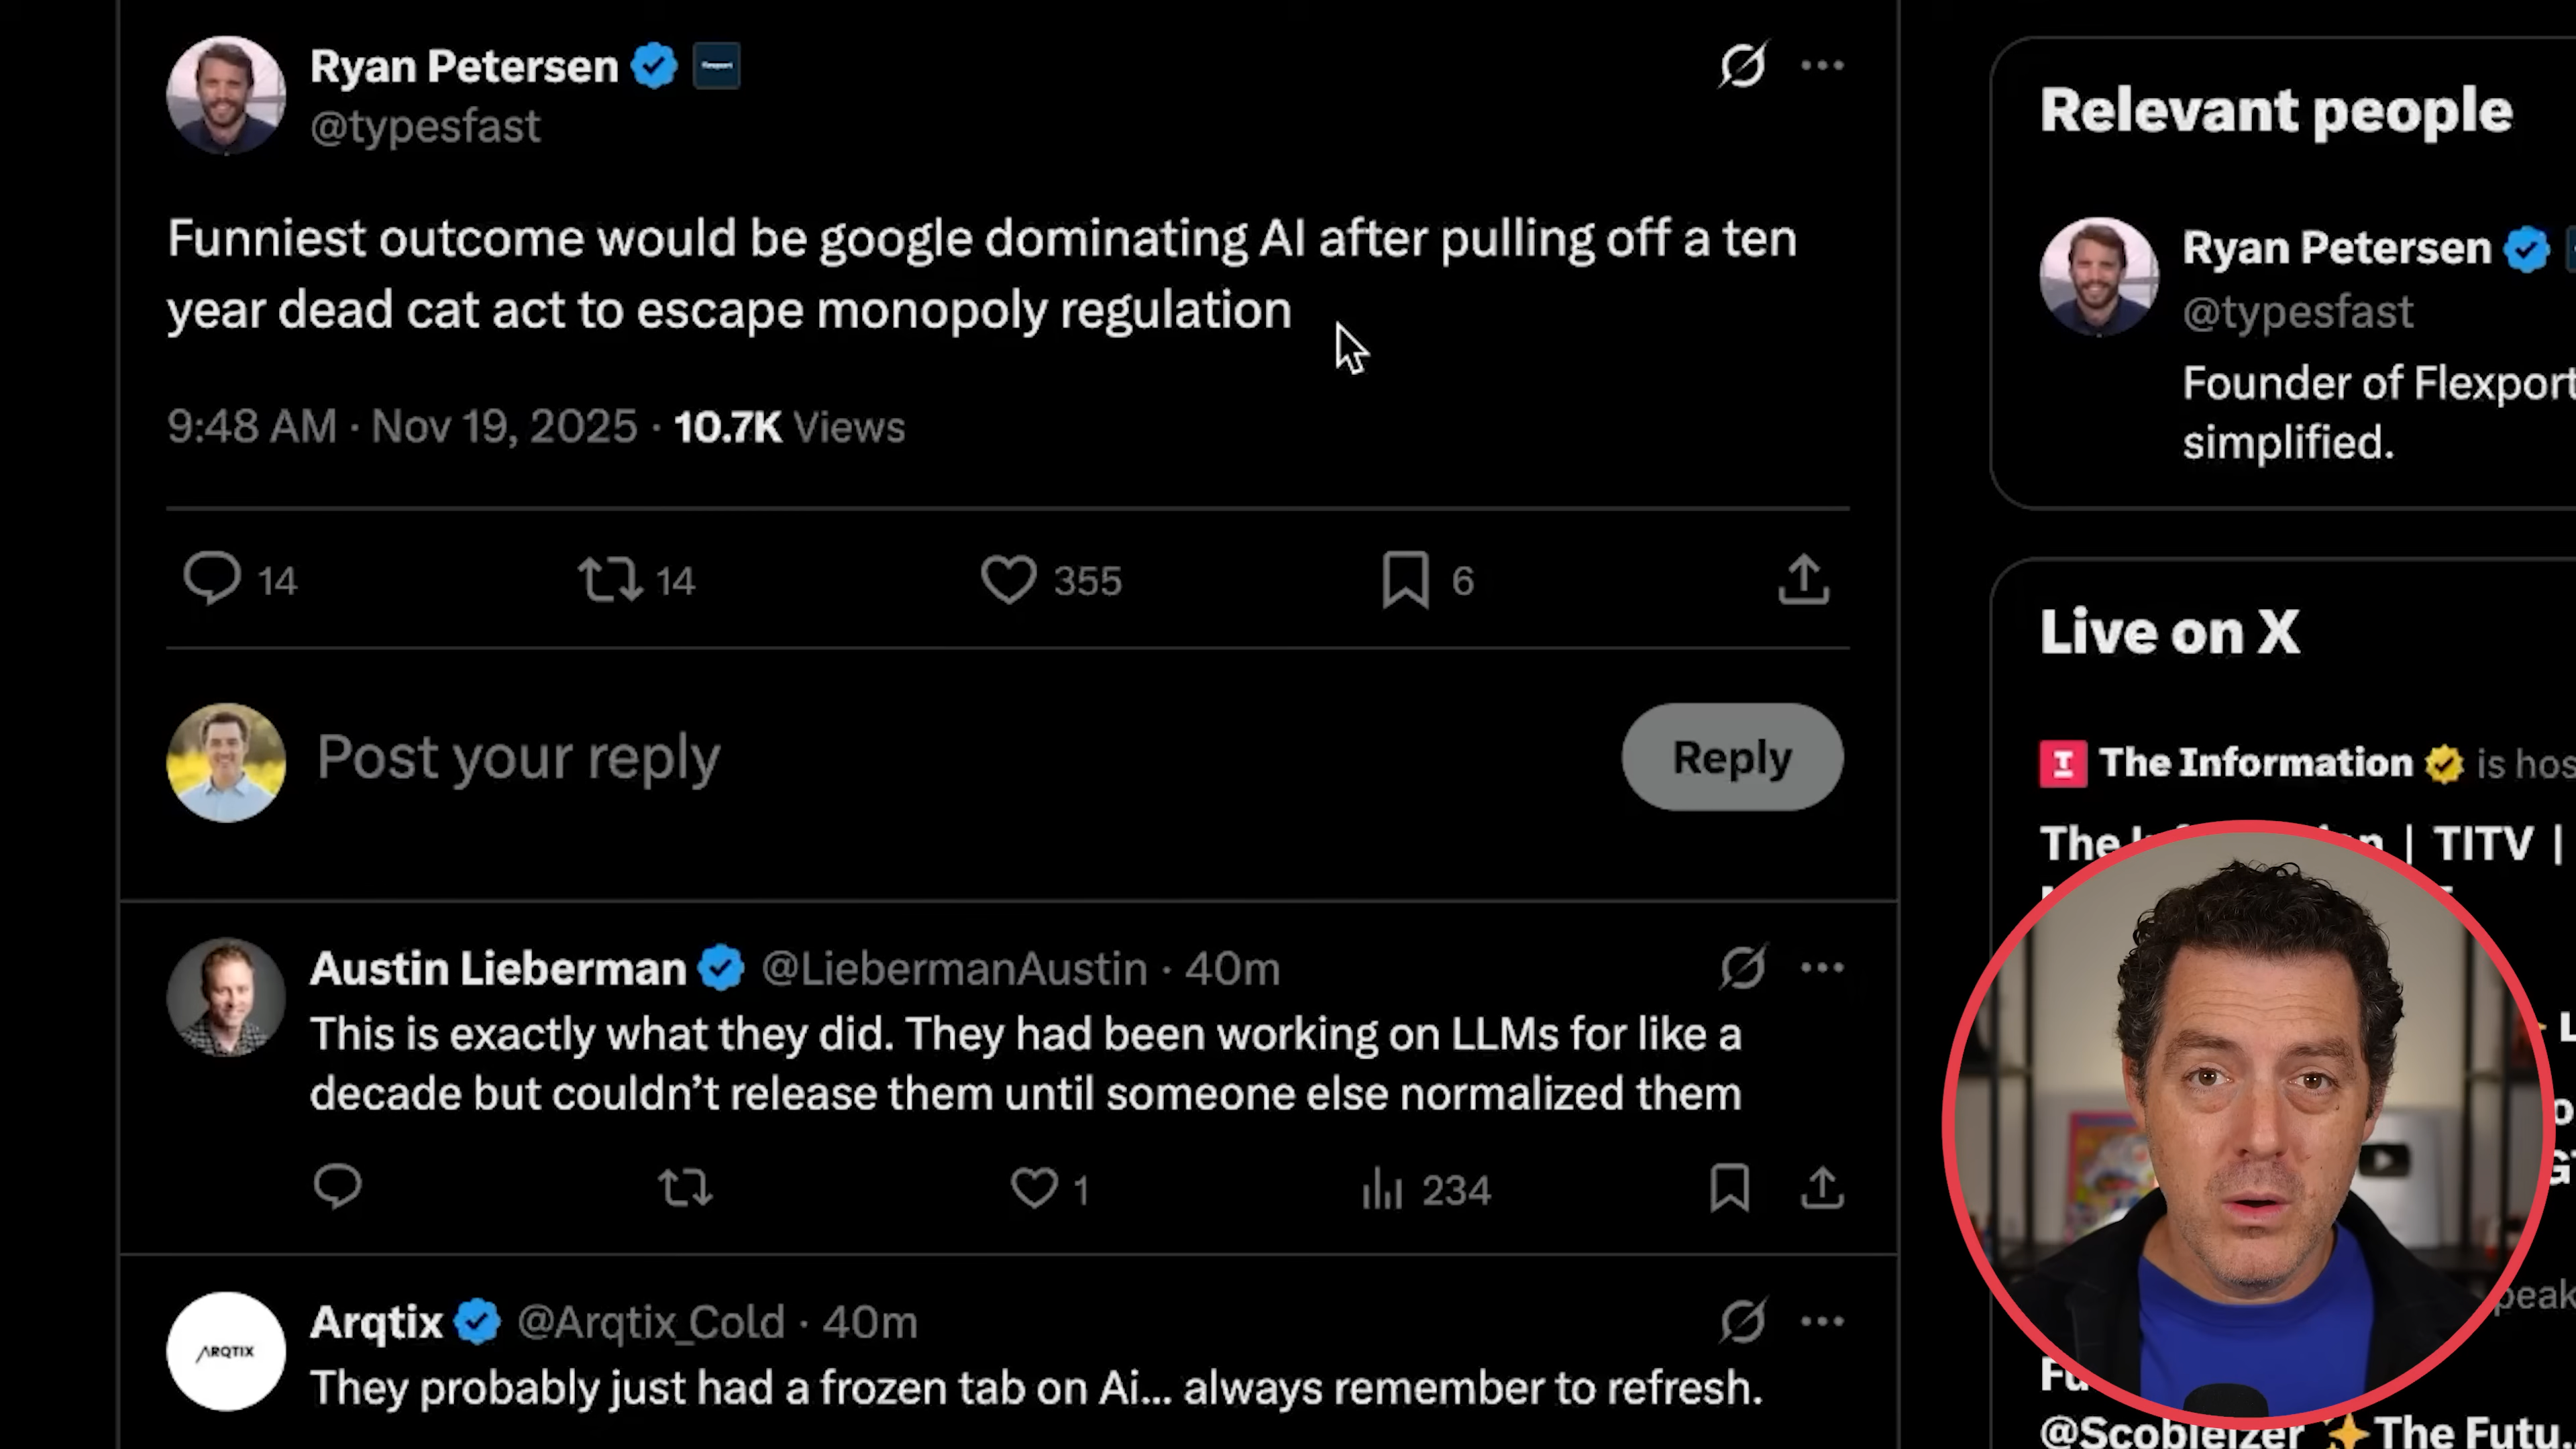 Ryan Petersen
@typesfast
Funniest outcome would be google dominating AI after pulling off a ten
year dead cat act to escape monopoly regulation
9:48 AM · Nov 19, 2025 · 10.7K Views
14 14 355 6
Post your reply
Reply
Austin Lieberman @LiebermanAustin · 40m
This is exactly what they did. They had been working on LLMs for like a
decade but couldn’t release them until someone else normalized them
1 234
ARQTIX
Arqtix @Arqtix_Cold · 40m
They probably just had a frozen tab on Ai... always remember to refresh.
Relevant people
Ryan Petersen
@typesfast
Founder of Flexport
simplified.
Live on X
The Information is hos
The | TITV |
@Scobleizer ✨The Futu